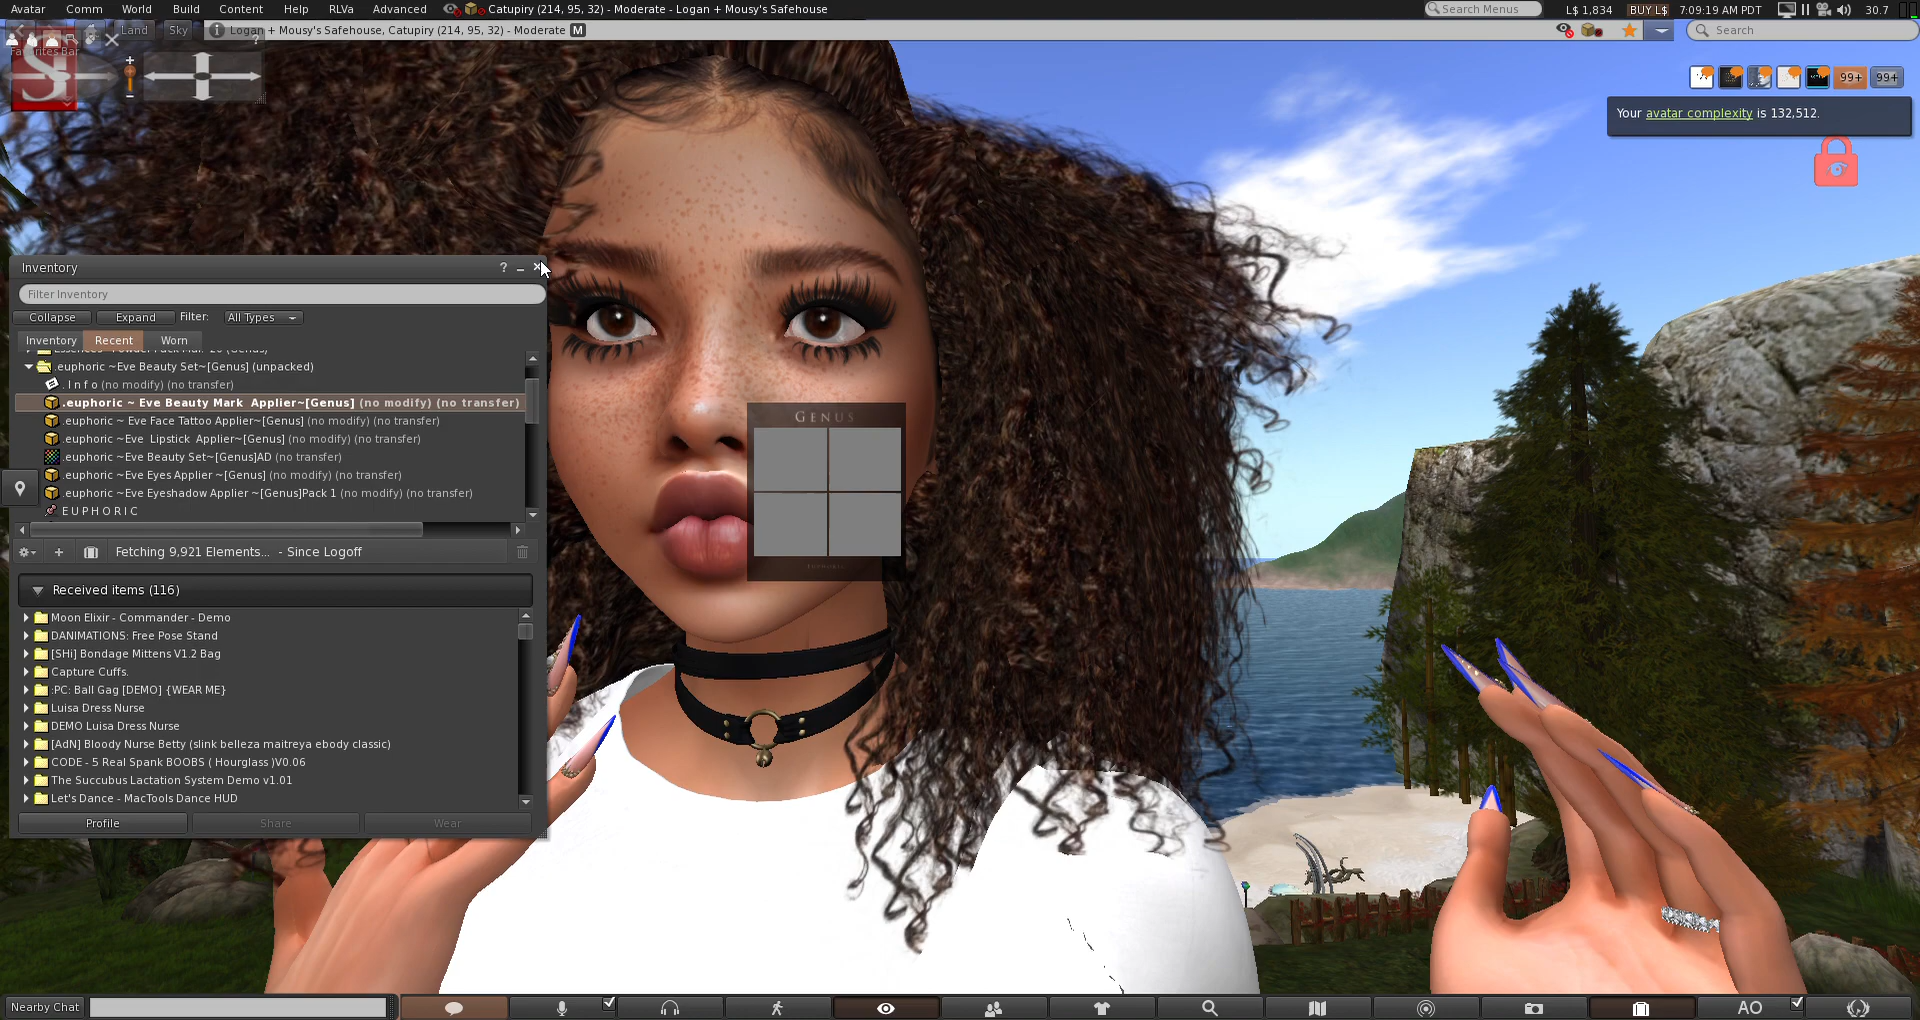 Avatar Comm World Build Content Help RLVa Advanced Catupiry (214, 95, 32) - Moderate - Logan + Mousy's Safehouse Search Menus L$ 1,834 BUY L$ 7:09:19 AM PDT 30.7
Land Sky Logan + Mousy's Safehouse, Catupiry (214, 95, 32) - Moderate M Search
Favorites Bar
99+ 99+
Your avatar complexity is 132,512.
Inventory ? _ x
Filter Inventory
Collapse Expand Filter: All Types
Inventory Recent Worn
.euphoric ~Eve Beauty Set~[Genus] (unpacked)
. I n f o (no modify) (no transfer)
.euphoric ~ Eve Beauty Mark Applier~[Genus] (no modify) (no transfer)
.euphoric ~ Eve Face Tattoo Applier~[Genus] (no modify) (no transfer)
.euphoric ~Eve Lipstick Applier~[Genus] (no modify) (no transfer)
.euphoric ~Eve Beauty Set~[Genus]AD (no transfer)
.euphoric ~Eve Eyes Applier ~[Genus] (no modify) (no transfer)
.euphoric ~Eve Eyeshadow Applier ~[Genus]Pack 1 (no modify) (no transfer)
E U P H O R I C
Fetching 9,921 Elements... - Since Logoff
Received items (116)
Moon Elixir - Commander - Demo
DANIMATIONS: Free Pose Stand
[SHi] Bondage Mittens V1.2 Bag
Capture Cuffs.
:PC: Ball Gag [DEMO] {WEAR ME}
Luisa Dress Nurse
DEMO Luisa Dress Nurse
[AdN] Bloody Nurse Betty (slink belleza maitreya ebody classic)
CODE - 5 Real Spank BOOBS ( Hourglass )V0.06
The Succubus Lactation System Demo v1.01
Let's Dance - MacTools Dance HUD
Profile Share Wear
GENUS
Nearby Chat AO